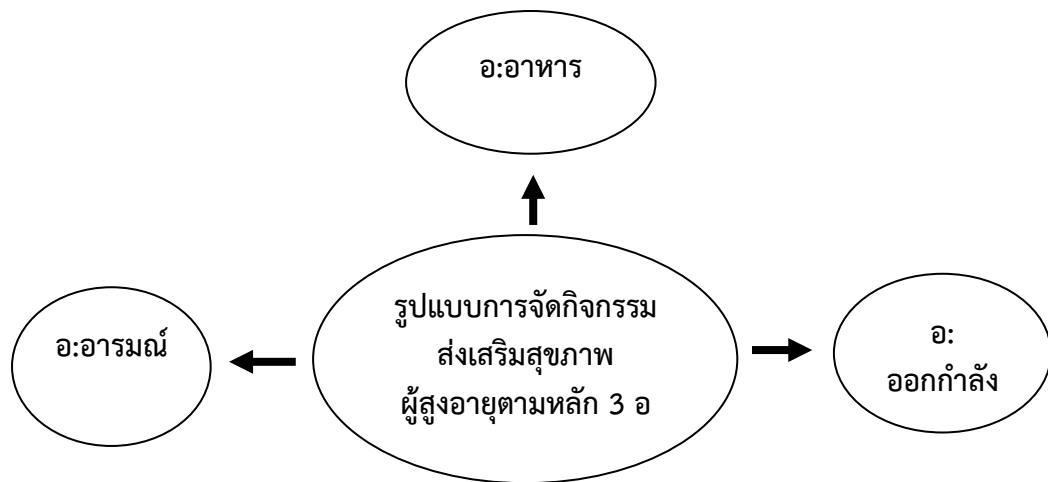 อ:อาหาร
รูปแบบการจัดกิจกรรม
ส่งเสริมสุขภาพ
ผู้สูงอายุตามหลัก 3 อ
อ:อารมณ์
อ:
ออกกำลัง